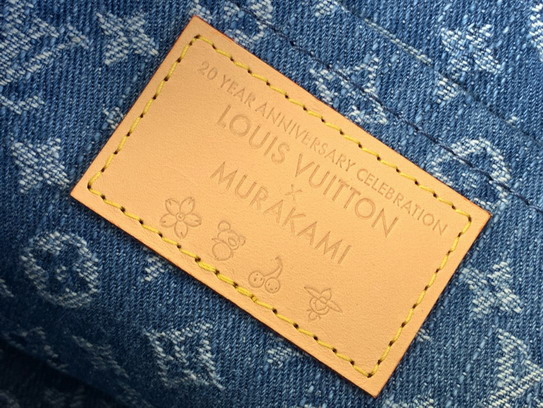 20 YEAR ANNIVERSARY CELEBRATION
LOUIS VUITTON
×
MURAKAMI